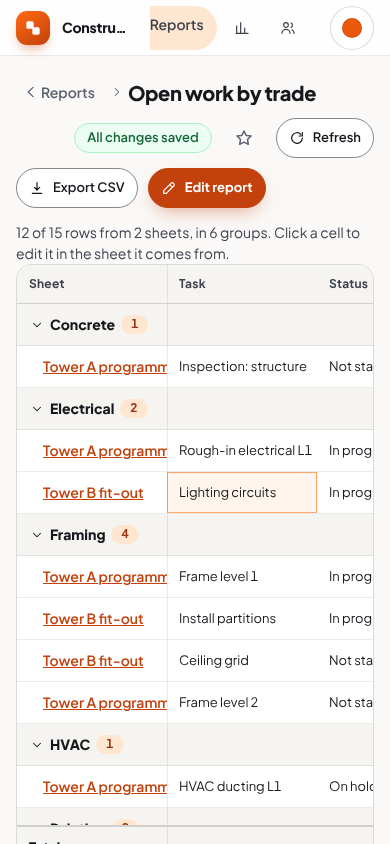 Constru...
Reports
Reports
Open work by trade
All changes saved
Refresh
Export CSV
Edit report
12 of 15 rows from 2 sheets, in 6 groups. Click a cell to
edit it in the sheet it comes from.
Sheet Task Status
Concrete 1
Tower A programm Inspection: structure Not sta
Electrical 2
Tower A programm Rough-in electrical L1 In prog
Tower B fit-out Lighting circuits In prog
Framing 4
Tower A programm Frame level 1 In prog
Tower B fit-out Install partitions In prog
Tower B fit-out Ceiling grid Not sta
Tower A programm Frame level 2 Not sta
HVAC 1
Tower A programm HVAC ducting L1 On hold